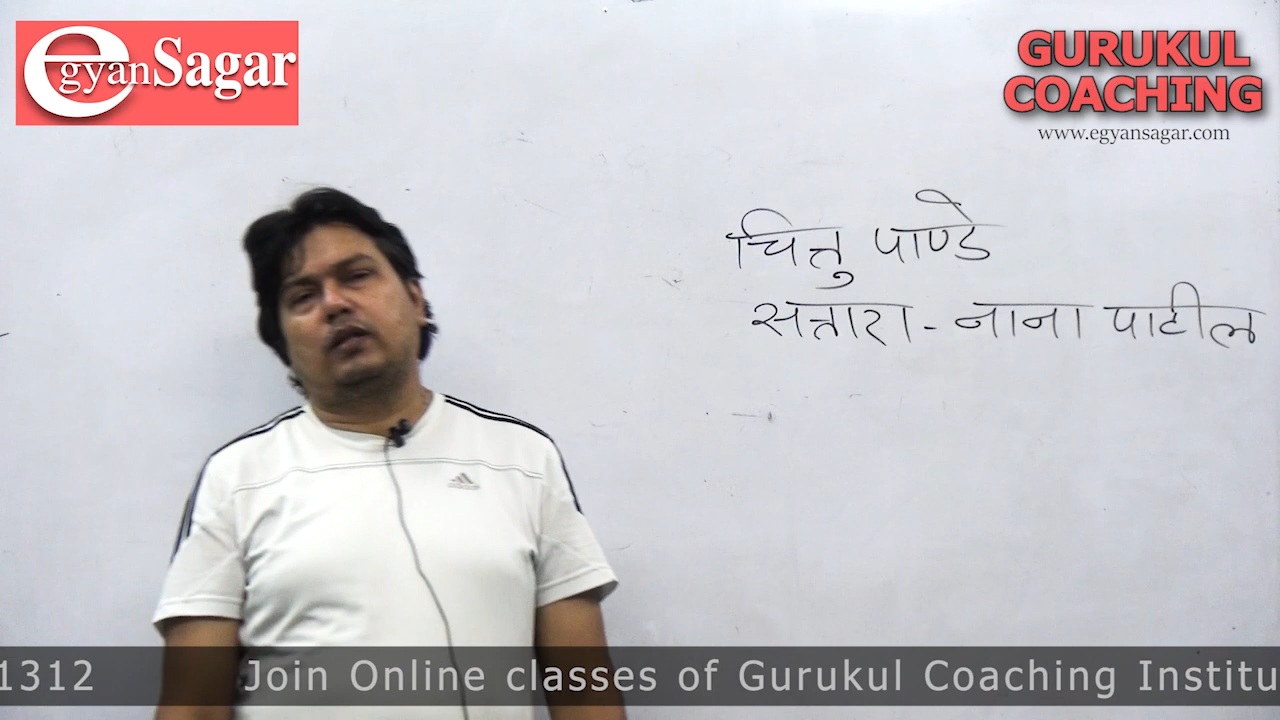 egyanSagar
GURUKUL
COACHING
www.egyansagar.com
चित्तु पाण्डे
सत्तारा - नाना पाटील
1312 Join Online classes of Gurukul Coaching Institu